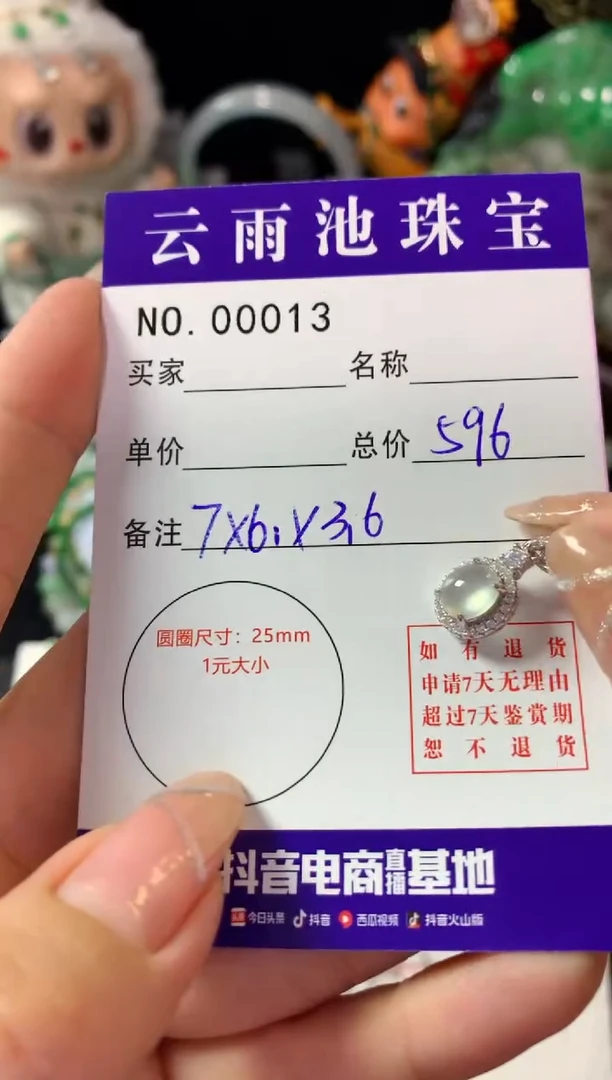 云雨池珠宝
NO. 00013
买家 名称
单价 总价 596
备注 7X6.1X3.6
圆圈尺寸：25mm
1元大小
如有退货
申请7天无理由
超过7天鉴赏期
恕不退货
抖音电商直播基地
今日头条 抖音 西瓜视频 抖音火山版